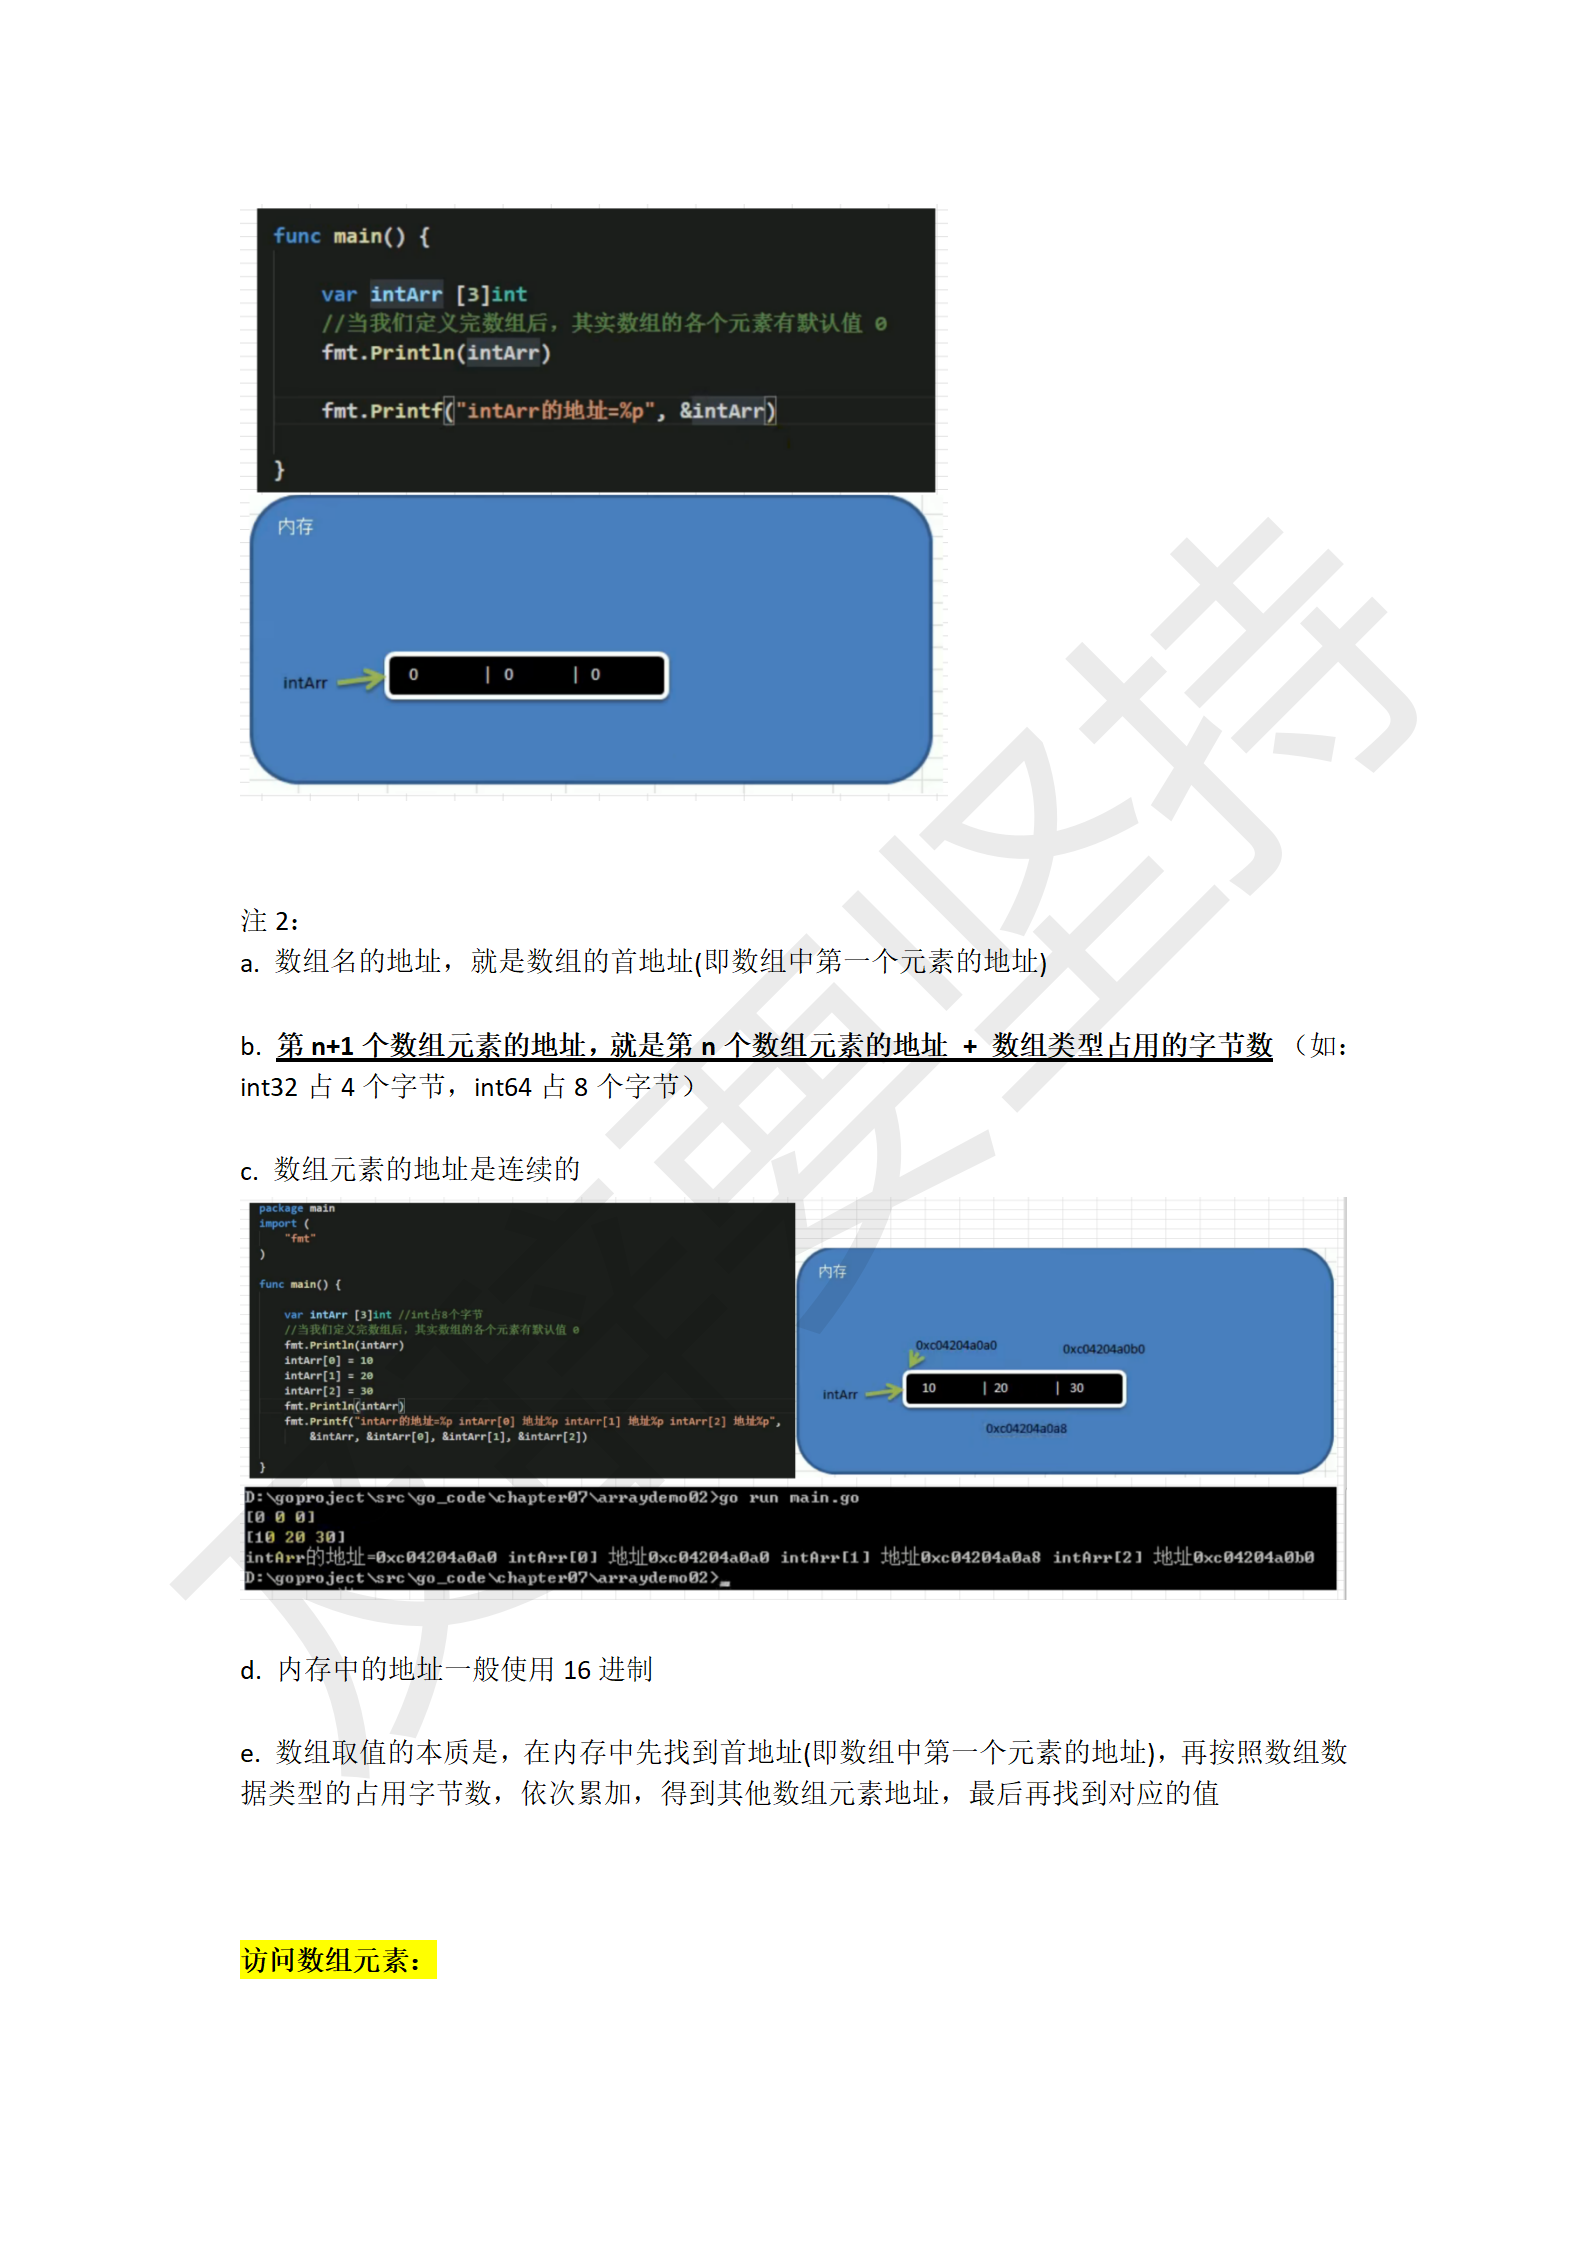 func main() {
var intArr [3]int
//当我们定义完数组后，其实数组的各个元素有默认值 0
fmt.Println(intArr)
fmt.Printf("intArr的地址=%p", &intArr)
}
内存
intArr
0 | 0 | 0
注 2：
a. 数组名的地址，就是数组的首地址(即数组中第一个元素的地址)
b. 第 n+1 个数组元素的地址，就是第 n 个数组元素的地址 + 数组类型占用的字节数 （如：
int32 占 4 个字节，int64 占 8 个字节）
c. 数组元素的地址是连续的
package main
import (
"fmt"
)
func main() {
var intArr [3]int //int占8个字节
//当我们定义完数组后，其实数组的各个元素有默认值 0
fmt.Println(intArr)
intArr[0] = 10
intArr[1] = 20
intArr[2] = 30
fmt.Println(intArr)
fmt.Printf("intArr的地址=%p intArr[0] 地址%p intArr[1] 地址%p intArr[2] 地址%p",
&intArr, &intArr[0], &intArr[1], &intArr[2])
}
内存
0xc04204a0a0 0xc04204a0b0
intArr
10 | 20 | 30
0xc04204a0a8
D:\goproject\src\go_code\chapter07\arraydemo02>go run main.go
[0 0 0]
[10 20 30]
intArr的地址=0xc04204a0a0 intArr[0] 地址0xc04204a0a0 intArr[1] 地址0xc04204a0a8 intArr[2] 地址0xc04204a0b0
D:\goproject\src\go_code\chapter07\arraydemo02>
d. 内存中的地址一般使用 16 进制
e. 数组取值的本质是，在内存中先找到首地址(即数组中第一个元素的地址)，再按照数组数
据类型的占用字节数，依次累加，得到其他数组元素地址，最后再找到对应的值
访问数组元素：